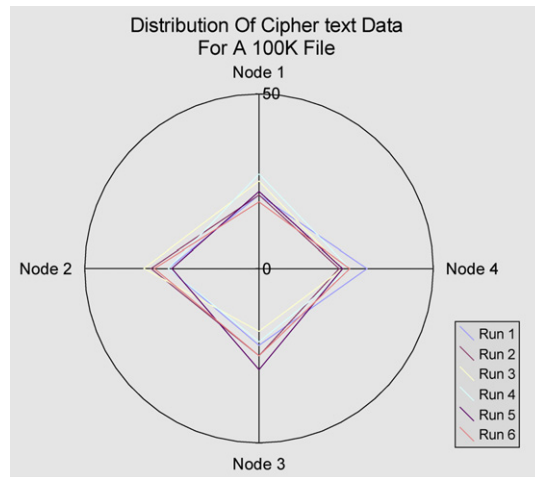 Distribution Of Cipher text Data
For A 100K File
Node 1
50
Node 2
0
Node 4
Run 1
Run 2
Run 3
Run 4
Run 5
Run 6
Node 3